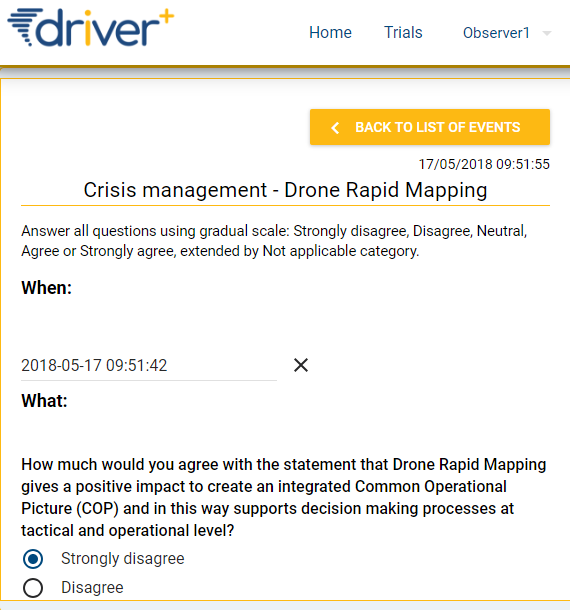 driver+
Home Trials Observer1
BACK TO LIST OF EVENTS
17/05/2018 09:51:55
Crisis management - Drone Rapid Mapping
Answer all questions using gradual scale: Strongly disagree, Disagree, Neutral,
Agree or Strongly agree, extended by Not applicable category.
When:
2018-05-17 09:51:42
What:
How much would you agree with the statement that Drone Rapid Mapping
gives a positive impact to create an integrated Common Operational
Picture (COP) and in this way supports decision making processes at
tactical and operational level?
Strongly disagree
Disagree